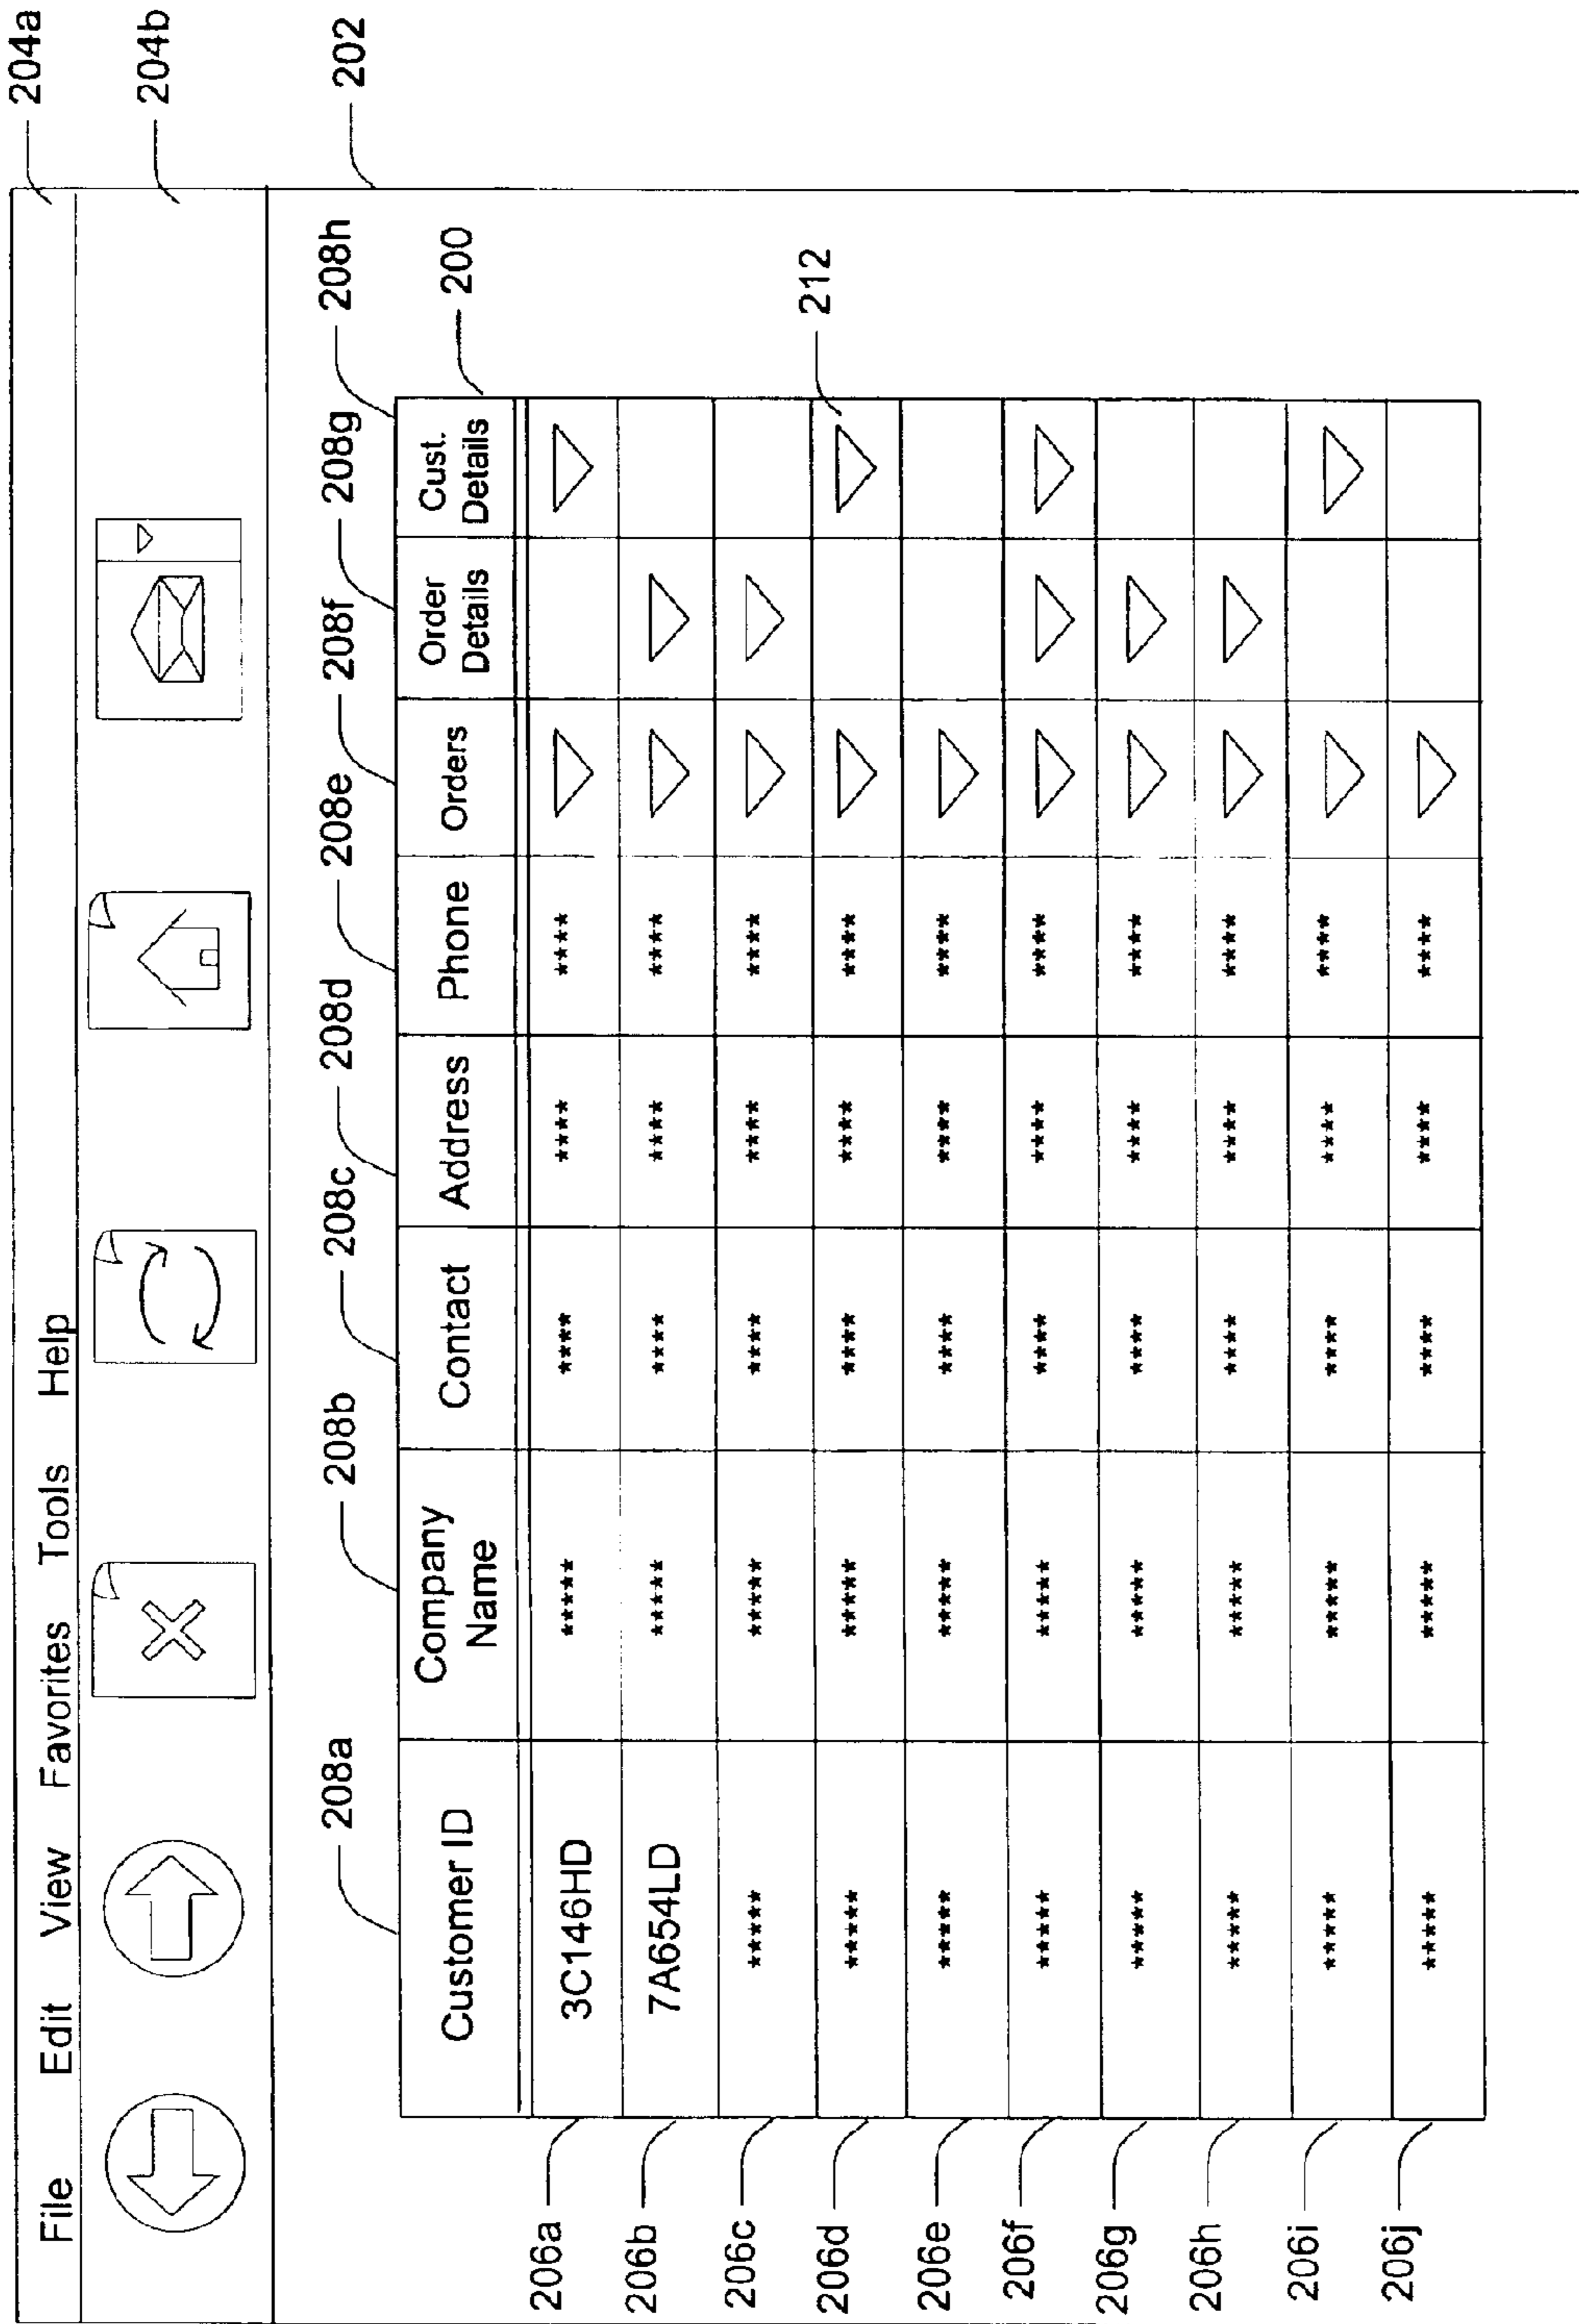 204a
File Edit View Favorites Tools Help
204b
202
208a 208b 208c 208d 208e 208f 208g 208h
200
Customer ID Company Name Contact Address Phone Orders Order Details Cust. Details
206a 3C146HD ***** **** **** ****
206b 7A654LD ***** **** **** ****
206c ***** ***** **** **** ****
206d ***** ***** **** **** **** 212
206e ***** ***** **** **** ****
206f ***** ***** **** **** ****
206g ***** ***** **** **** ****
206h ***** ***** **** **** ****
206i ***** ***** **** **** ****
206j ***** ***** **** **** ****